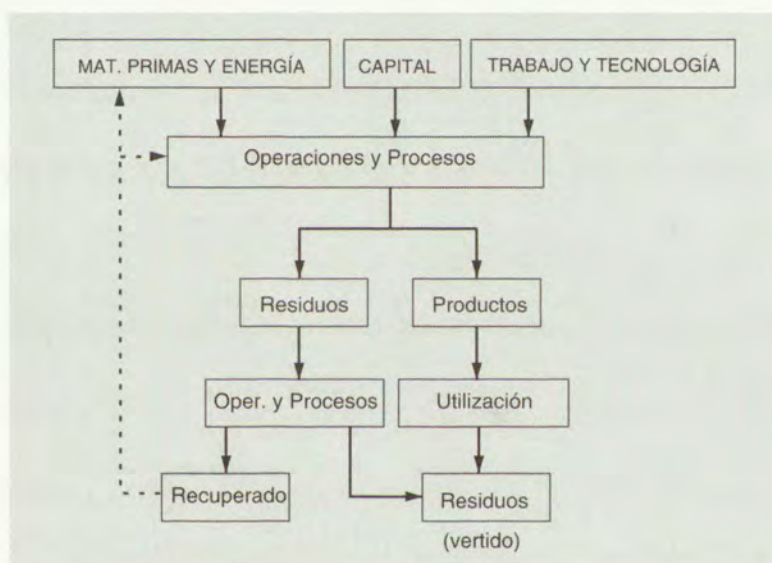 MAT. PRIMAS Y ENERGÍA
CAPITAL
TRABAJO Y TECNOLOGÍA
Operaciones y Procesos
Residuos
Productos
Oper. y Procesos
Utilización
Recuperado
Residuos
(vertido)